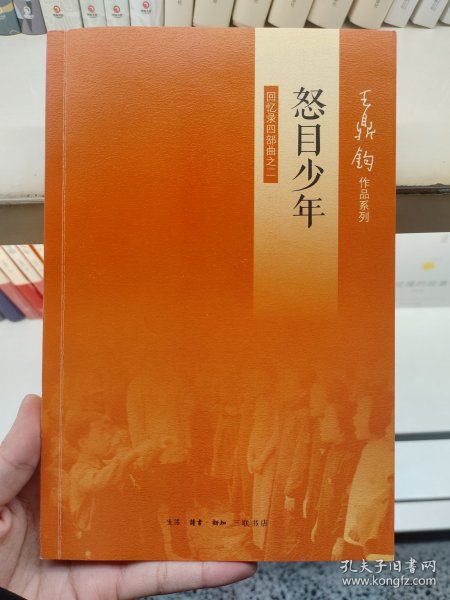 王鼎钧
作品系列
怒目少年
回忆录四部曲之二
生活·讀書·新知 三联书店
孔夫子旧书网
www.kongfz.com